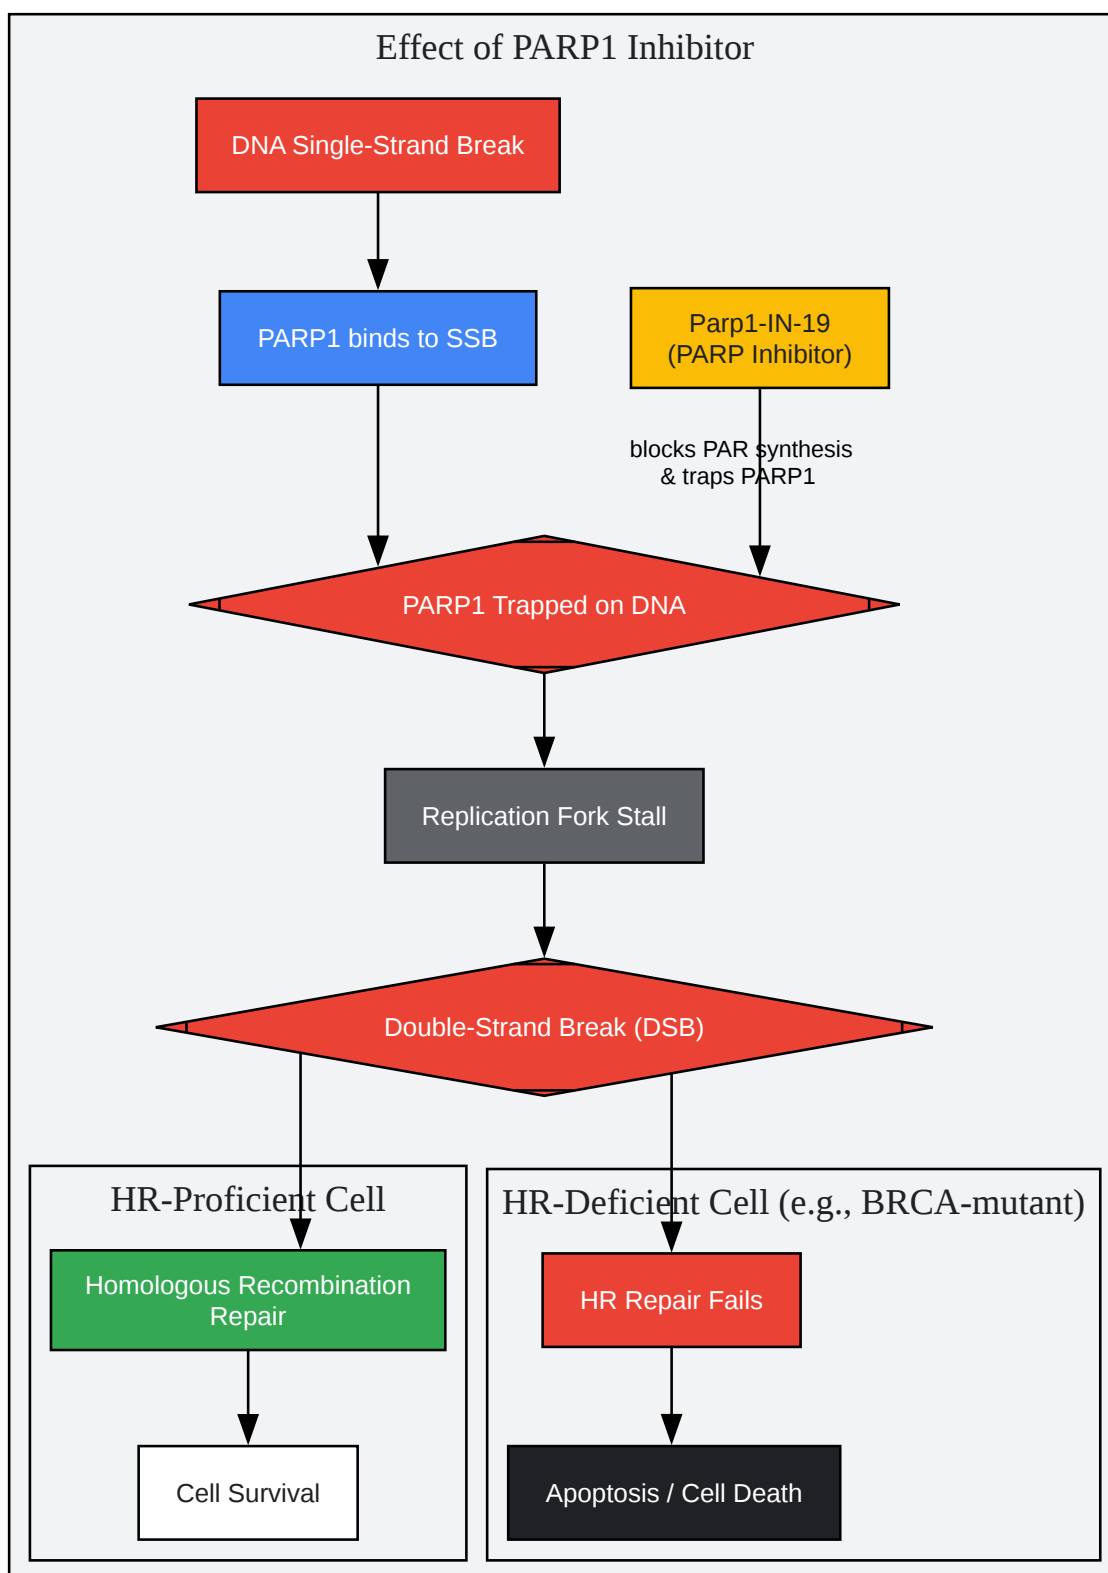 Effect of PARP1 Inhibitor
DNA Single-Strand Break
PARP1 binds to SSB
Parp1-IN-19
(PARP Inhibitor)
blocks PAR synthesis
& traps PARP1
PARP1 Trapped on DNA
Replication Fork Stall
Double-Strand Break (DSB)
HR-Proficient Cell
Homologous Recombination
Repair
Cell Survival
HR-Deficient Cell (e.g., BRCA-mutant)
HR Repair Fails
Apoptosis / Cell Death